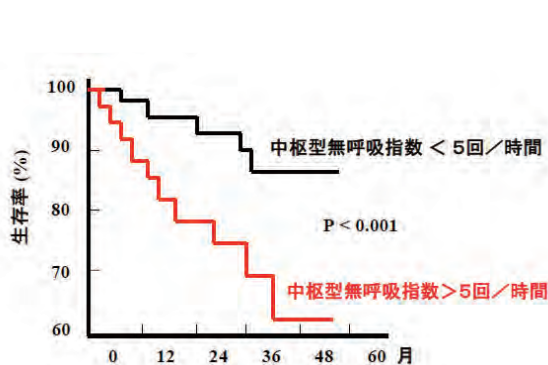 100
90
80
70
60
生存率 (%)
中枢型無呼吸指数 < 5回／時間
P < 0.001
中枢型無呼吸指数>5回／時間
0 12 24 36 48 60 月